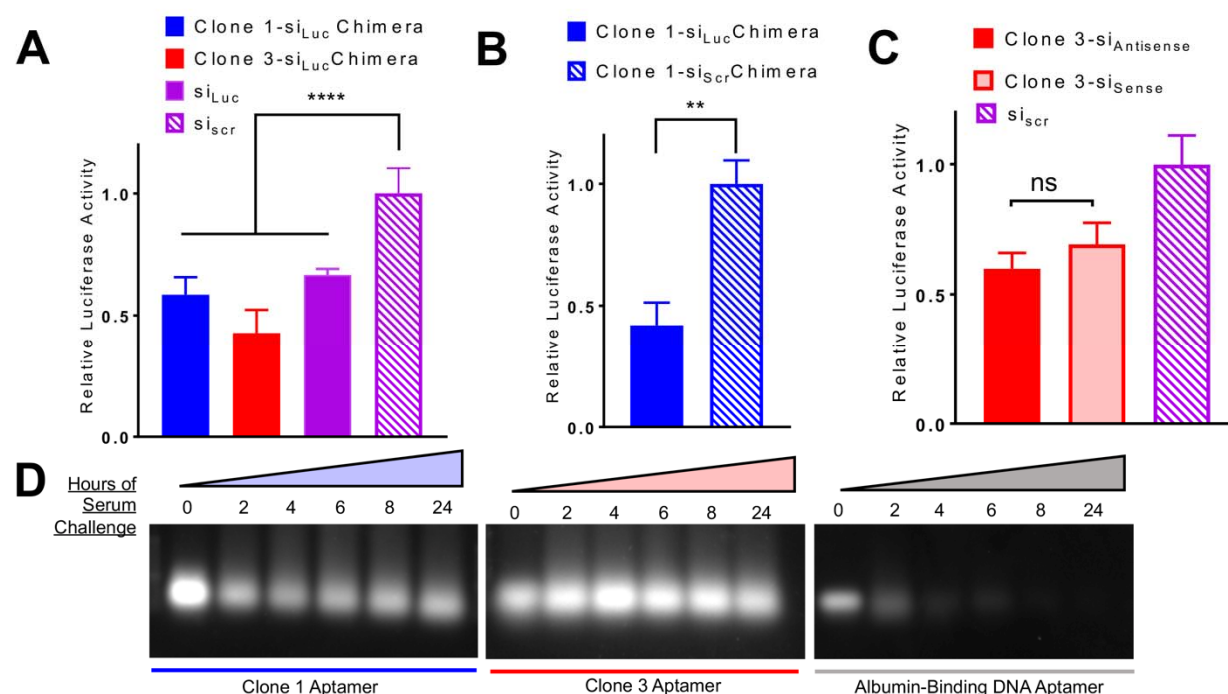 A
Clone 1-siLuc Chimera
Clone 3-siLucChimera
siLuc
siscr
****
Relative Luciferase Activity
1.0
0.5
0.0
B
Clone 1-siLuc Chimera
Clone 1-siScrChimera
**
Relative Luciferase Activity
1.0
0.5
0.0
C
Clone 3-siAntisense
Clone 3-siSense
siscr
ns
Relative Luciferase Activity
1.0
0.5
0.0
D
Hours of
Serum
Challenge
0 2 4 6 8 24
0 2 4 6 8 24
0 2 4 6 8 24
Clone 1 Aptamer
Clone 3 Aptamer
Albumin-Binding DNA Aptamer